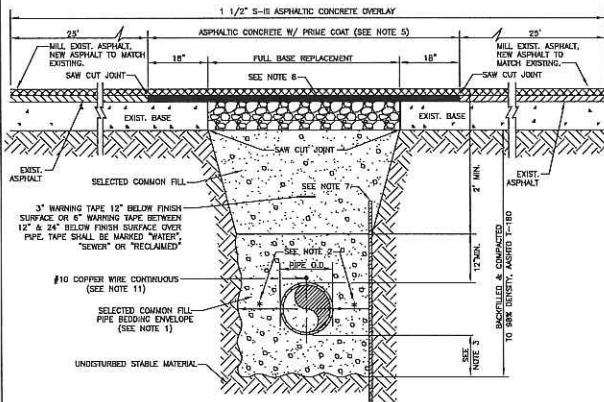 1 1/2" S-III ASPHALTIC CONCRETE OVERLAY
25'
ASPHALTIC CONCRETE W/ PRIME COAT (SEE NOTE 5)
25'
MILL EXIST. ASPHALT,
NEW ASPHALT TO MATCH
EXISTING.
18"
FULL BASE REPLACEMENT
18"
MILL EXIST. ASPHALT,
NEW ASPHALT TO
MATCH EXISTING.
SAW CUT JOINT
SEE NOTE 8
SAW CUT JOINT
EXIST. BASE
EXIST. BASE
SAW CUT JOINT
EXIST.
ASPHALT
EXIST.
ASPHALT
SELECTED COMMON FILL
SEE NOTE 7
2' MIN.
3" WARNING TAPE 12" BELOW FINISH
SURFACE OR 6" WARNING TAPE BETWEEN
12" & 24" BELOW FINISH SURFACE OVER
PIPE. TAPE SHALL BE MARKED "WATER",
"SEWER" OR "RECLAIMED"
SEE NOTE 2
PIPE O.D.
12" MIN.
#10 COPPER WIRE CONTINUOUS
(SEE NOTE 11)
BACKFILLED & COMPACTED
TO 98% DENSITY, AASHTO T-180
SELECTED COMMON FILL
PIPE BEDDING ENVELOPE
(SEE NOTE 1)
SEE
NOTE 3
UNDISTURBED STABLE MATERIAL